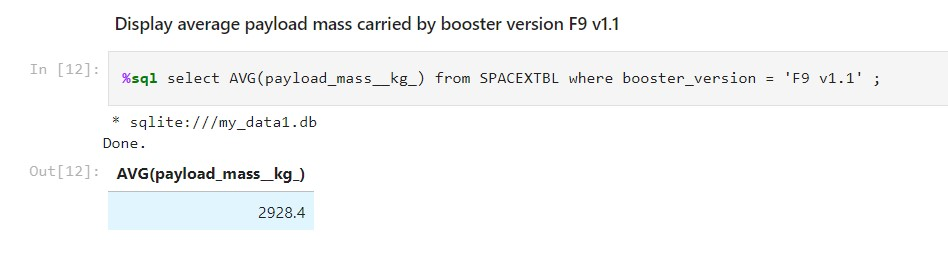 Display average payload mass carried by booster version F9 v1.1
In [12]: %sql select AVG(payload_mass__kg_) from SPACEXTBL where booster_version = 'F9 v1.1' ;
* sqlite:///my_data1.db
Done.
Out[12]: AVG(payload_mass__kg_)
2928.4